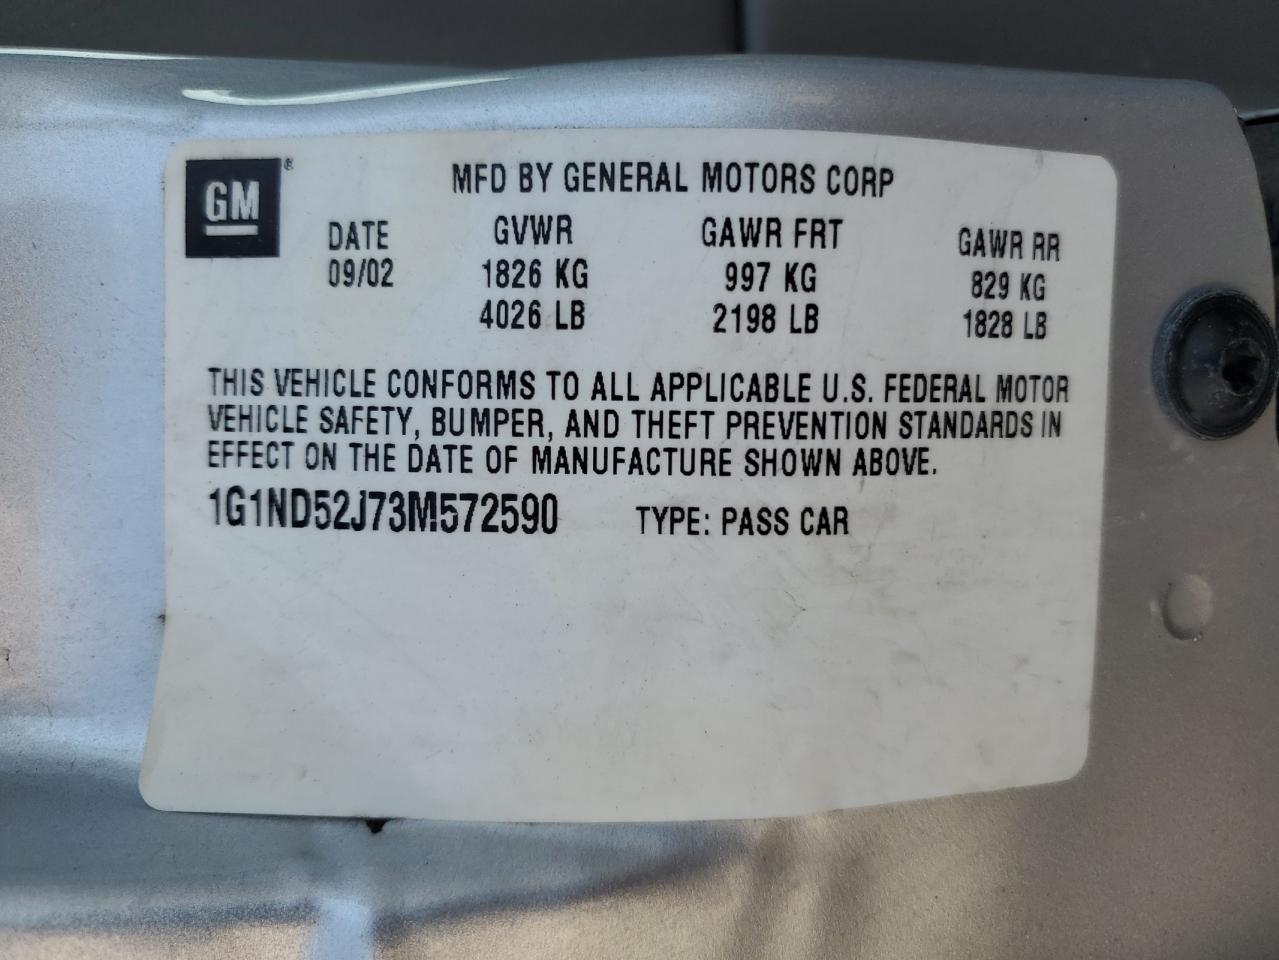 GM ®
MFD BY GENERAL MOTORS CORP
DATE GVWR GAWR FRT GAWR RR
09/02 1826 KG 997 KG 829 KG
4026 LB 2198 LB 1828 LB
THIS VEHICLE CONFORMS TO ALL APPLICABLE U.S. FEDERAL MOTOR
VEHICLE SAFETY, BUMPER, AND THEFT PREVENTION STANDARDS IN
EFFECT ON THE DATE OF MANUFACTURE SHOWN ABOVE.
1G1ND52J73M572590 TYPE: PASS CAR